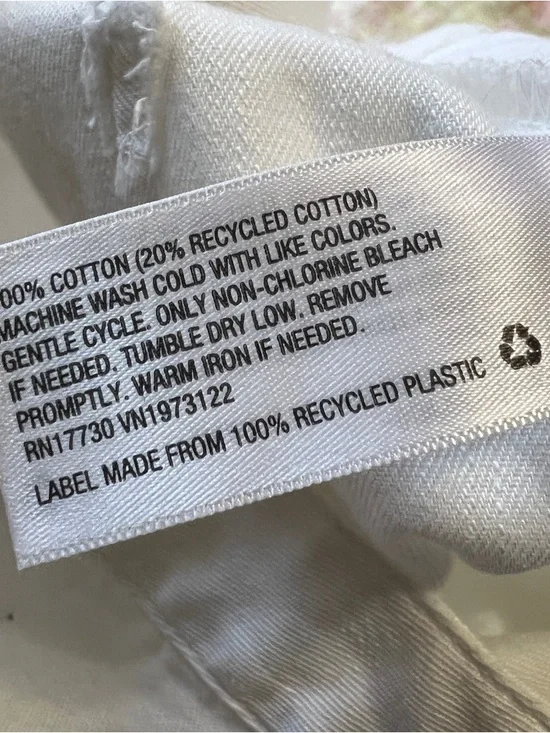 00% COTTON (20% RECYCLED COTTON)
MACHINE WASH COLD WITH LIKE COLORS.
GENTLE CYCLE. ONLY NON-CHLORINE BLEACH
IF NEEDED. TUMBLE DRY LOW. REMOVE
PROMPTLY. WARM IRON IF NEEDED.
RN17730 VN1973122
LABEL MADE FROM 100% RECYCLED PLASTIC